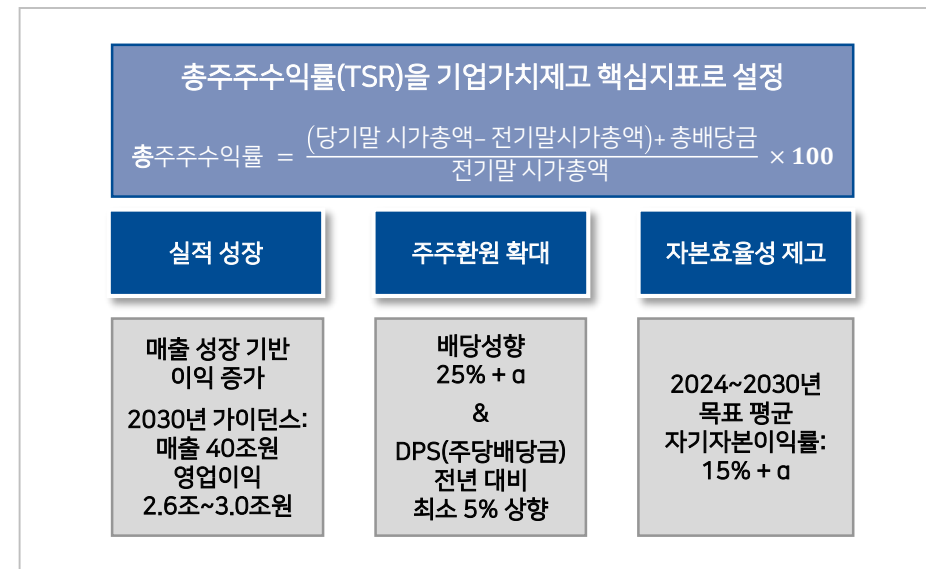 총주주수익률(TSR)을 기업가치제고 핵심지표로 설정
총주주수익률 = (당기말 시가총액– 전기말시가총액)+ 총배당금 / 전기말 시가총액 × 100
실적 성장
매출 성장 기반
이익 증가
2030년 가이던스:
매출 40조원
영업이익
2.6조~3.0조원
주주환원 확대
배당성향
25% + α
&
DPS(주당배당금)
전년 대비
최소 5% 상향
자본효율성 제고
2024~2030년
목표 평균
자기자본이익률:
15% + α